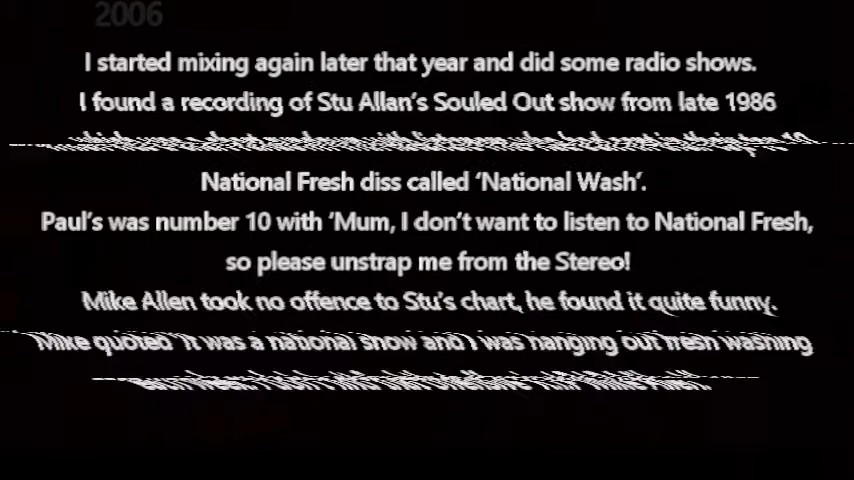 2006
I started mixing again later that year and did some radio shows.
I found a recording of Stu Allan’s Souled Out show from late 1986
National Fresh diss called ‘National Wash’.
Paul’s was number 10 with ‘Mum, I don’t want to listen to National Fresh,
so please unstrap me from the Stereo!
Mike Allen took no offence to Stu’s chart, he found it quite funny.
Mike quoted ‘It was a national show and I was hanging out fresh washing